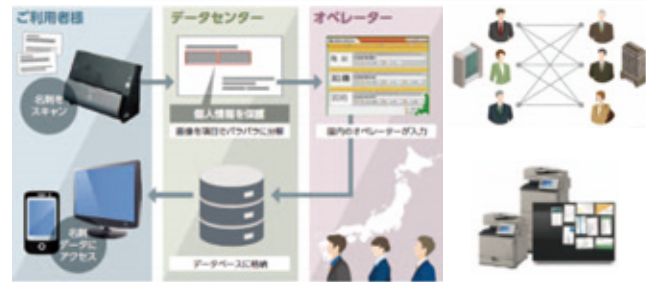 ご利用者様
名刺を
スキャン
名刺
データに
アクセス
データセンター
個人情報を保護
画像を項目でバラバラに分解
データベースに格納
オペレーター
国内のオペレーターが入力